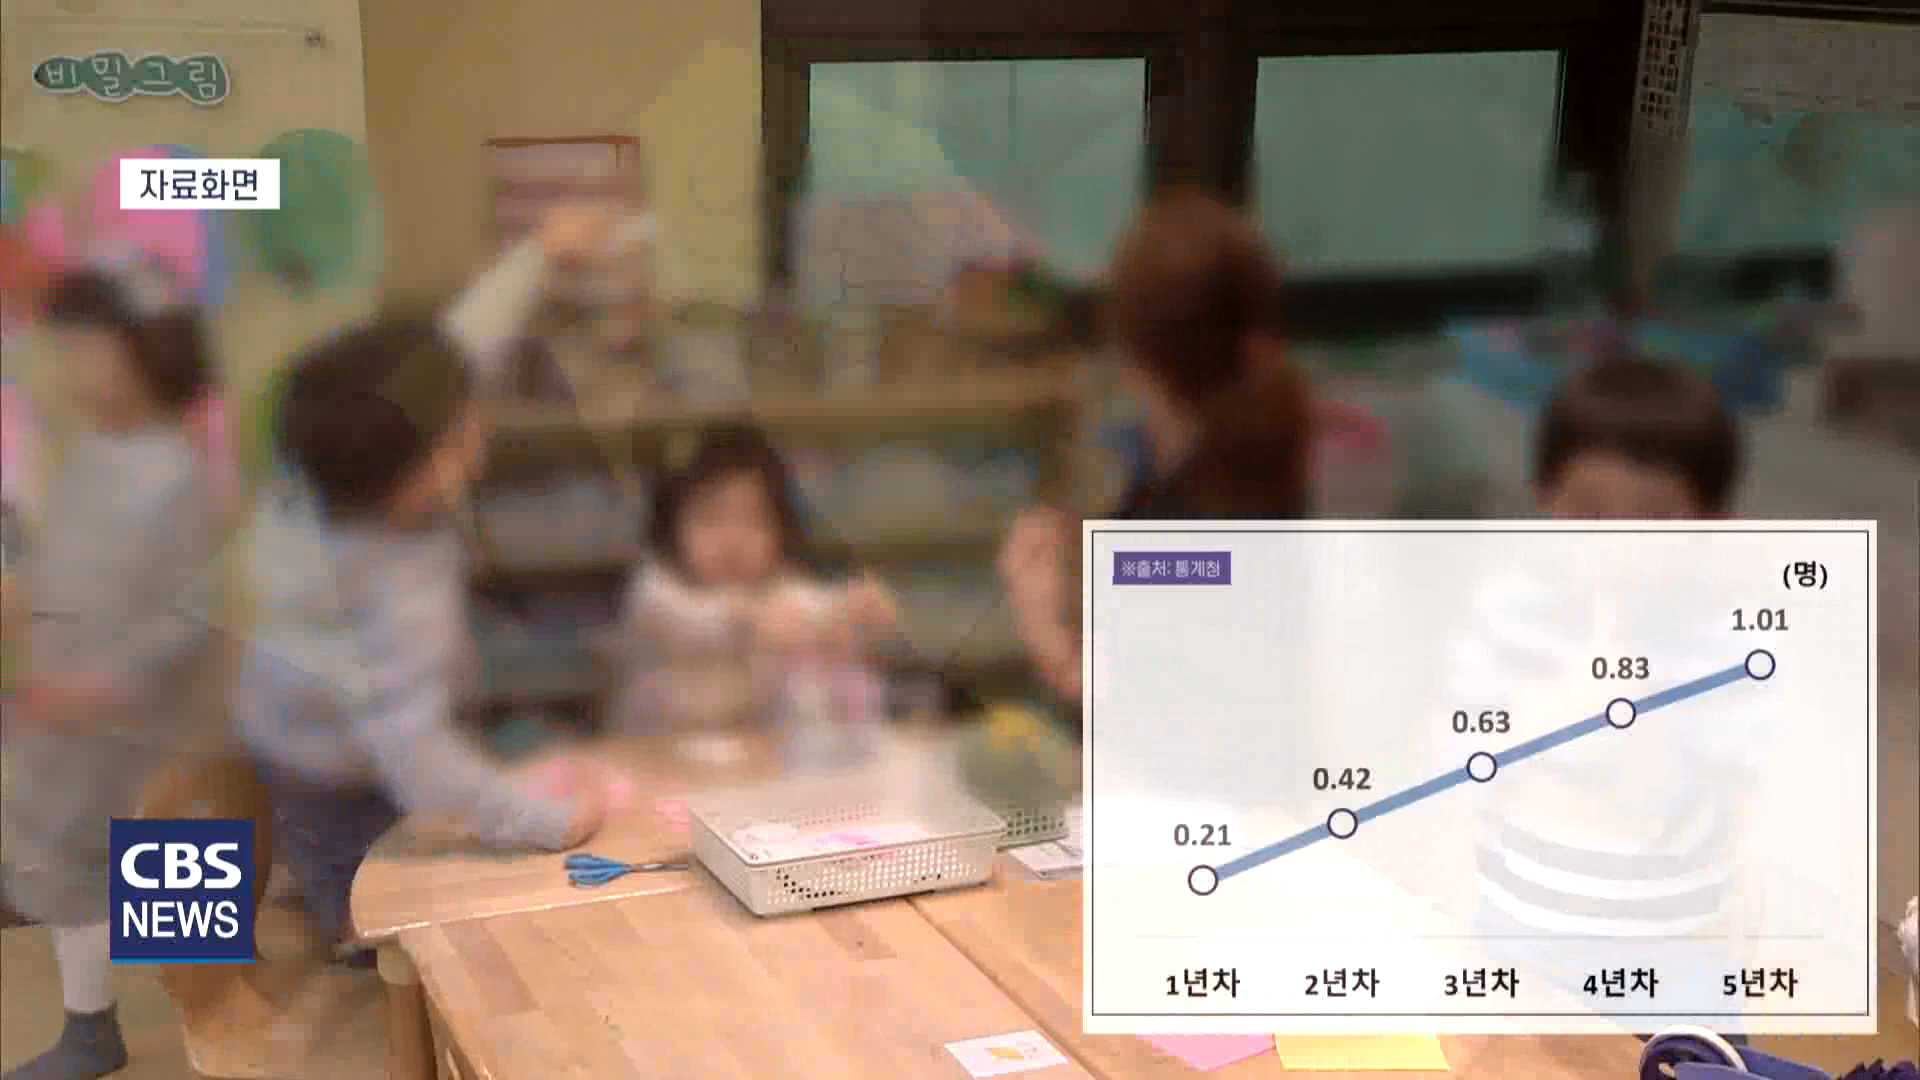 비밀그림
자료화면
※출처: 통계청
(명)
1.01
0.83
0.63
0.42
0.21
1년차 2년차 3년차 4년차 5년차
CBS
NEWS